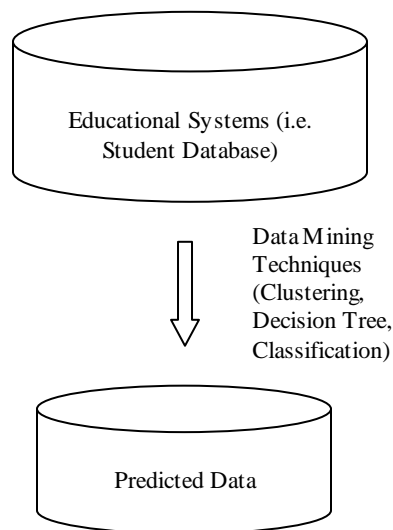 Educational Systems (i.e.
Student Database)
Data Mining
Techniques
(Clustering,
Decision Tree,
Classification)
Predicted Data